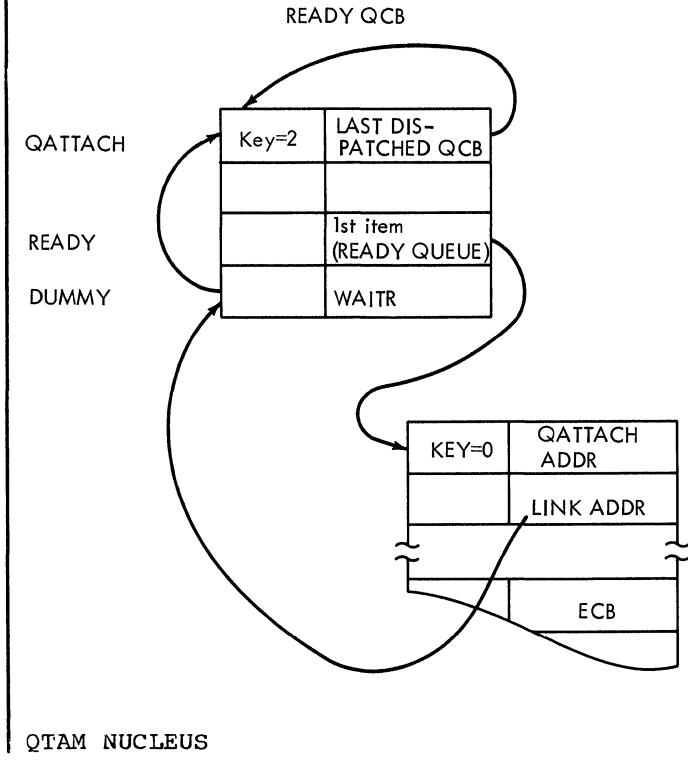 READY QCB
QATTACH
Key=2
LAST DIS-
PATCHED QCB
READY
1st item
(READY QUEUE)
DUMMY
WAITR
KEY=0
QATTACH
ADDR
LINK ADDR
ECB
QTAM NUCLEUS